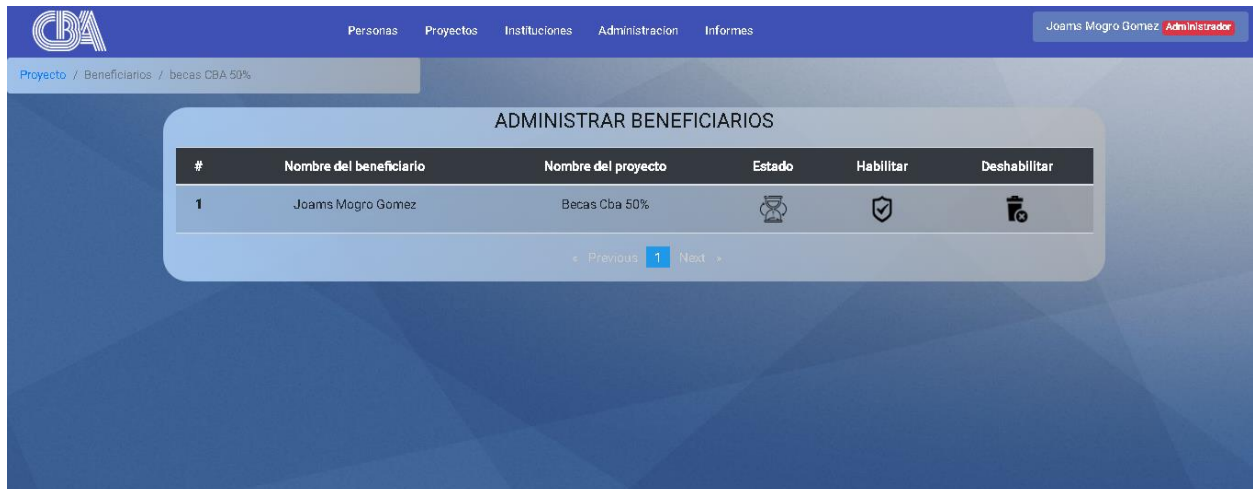 CBA Personas Proyectos Instituciones Administracion Informes Joams Mogro Gomez Administrador
Proyecto / Beneficiarios / becas CBA 50%
ADMINISTRAR BENEFICIARIOS
# Nombre del beneficiario Nombre del proyecto Estado Habilitar Deshabilitar
1 Joams Mogro Gomez Becas Cba 50%
« Previous 1 Next »